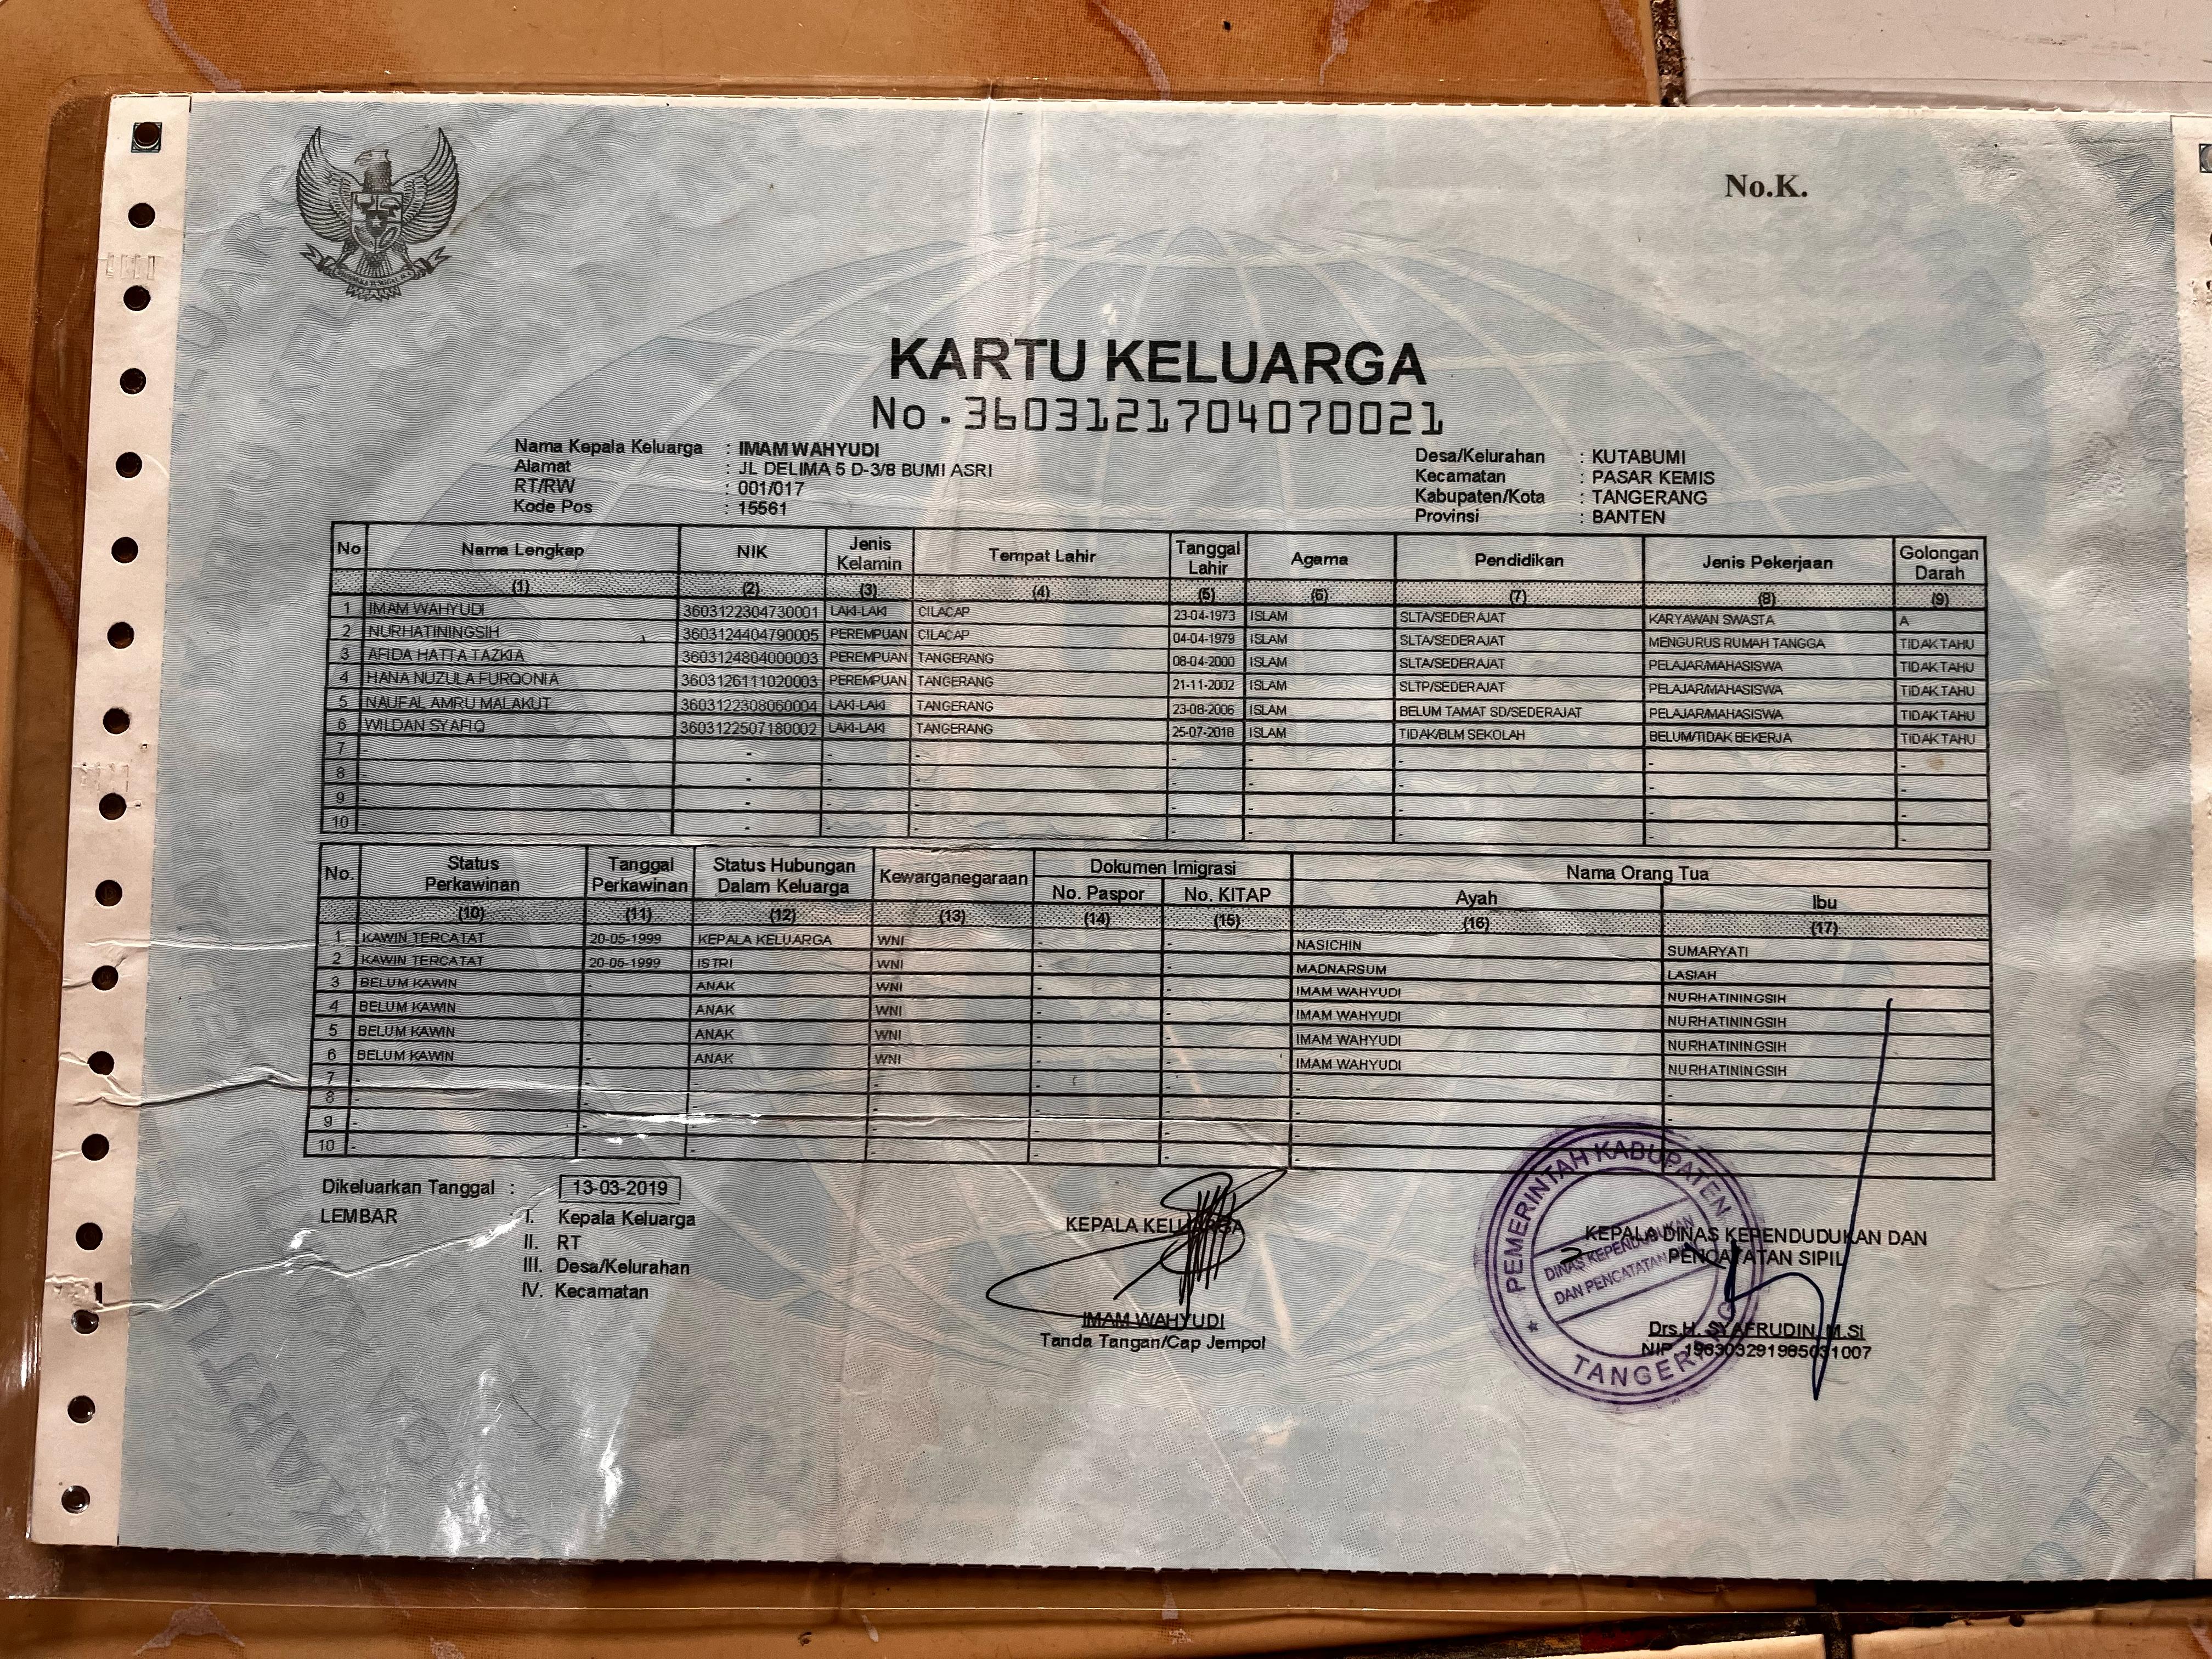 No.K.
KARTU KELUARGA
No.3603121704070021
Nama Kepala Keluarga : IMAM WAHYUDI
Alamat : JL DELIMA 5 D-3/8 BUMI ASRI
RT/RW : 001/017
Kode Pos : 15561
Desa/Kelurahan : KUTABUMI
Kecamatan : PASAR KEMIS
Kabupaten/Kota : TANGERANG
Provinsi : BANTEN
No Nama Lengkap NIK Jenis Kelamin Tempat Lahir Tanggal Lahir Agama Pendidikan Jenis Pekerjaan Golongan Darah
(1) (2) (3) (4) (5) (6) (7) (8) (9)
1 IMAM WAHYUDI 3603122304730001 LAKI-LAKI CILACAP 23-04-1973 ISLAM SLTA/SEDERAJAT KARYAWAN SWASTA A
2 NURHATININGSIH 3603124404790005 PEREMPUAN CILACAP 04-04-1979 ISLAM SLTA/SEDERAJAT MENGURUS RUMAH TANGGA TIDAK TAHU
3 AFIDA HATTA TAZKIA 3603124804000003 PEREMPUAN TANGERANG 08-04-2000 ISLAM SLTA/SEDERAJAT PELAJAR/MAHASISWA TIDAK TAHU
4 HANA NUZULA FURQONIA 3603126111020003 PEREMPUAN TANGERANG 21-11-2002 ISLAM SLTP/SEDERAJAT PELAJAR/MAHASISWA TIDAK TAHU
5 NAUFAL AMRU MALAKUT 3603122308060004 LAKI-LAKI TANGERANG 23-08-2006 ISLAM BELUM TAMAT SD/SEDERAJAT PELAJAR/MAHASISWA TIDAK TAHU
6 WILDAN SYAFIQ 3603122507180002 LAKI-LAKI TANGERANG 25-07-2018 ISLAM TIDAK/BLM SEKOLAH BELUM/TIDAK BEKERJA TIDAK TAHU
7 - - - - - - - - -
8 - - - - - - - - -
9 - - - - - - - - -
10 - - - - - - - - -
No. Status Perkawinan Tanggal Perkawinan Status Hubungan Dalam Keluarga Kewarganegaraan Dokumen Imigrasi Nama Orang Tua
No. Paspor No. KITAP Ayah Ibu
(10) (11) (12) (13) (14) (15) (16) (17)
1 KAWIN TERCATAT 20-05-1999 KEPALA KELUARGA WNI - - NASICHIN SUMARYATI
2 KAWIN TERCATAT 20-05-1999 ISTRI WNI - - MADNARSUM LASIAH
3 BELUM KAWIN - ANAK WNI - - IMAM WAHYUDI NURHATININGSIH
4 BELUM KAWIN - ANAK WNI - - IMAM WAHYUDI NURHATININGSIH
5 BELUM KAWIN - ANAK WNI - - IMAM WAHYUDI NURHATININGSIH
6 BELUM KAWIN - ANAK WNI - - IMAM WAHYUDI NURHATININGSIH
7 - - - - - - - -
8 - - - - - - - -
9 - - - - - - - -
10 - - - - - - - -
Dikeluarkan Tanggal : 13-03-2019
LEMBAR : I. Kepala Keluarga
II. RT
III. Desa/Kelurahan
IV. Kecamatan
KEPALA KELUARGA
IMAM WAHYUDI
Tanda Tangan/Cap Jempol
KEPALA DINAS KEPENDUDUKAN DAN
PENCATATAN SIPIL
Drs.H. SYAFRUDIN, M.Si
NIP. 196303291985031007
PEMERINTAH KABUPATEN
DINAS KEPENDUDUKAN
DAN PENCATATAN
TANGERANG